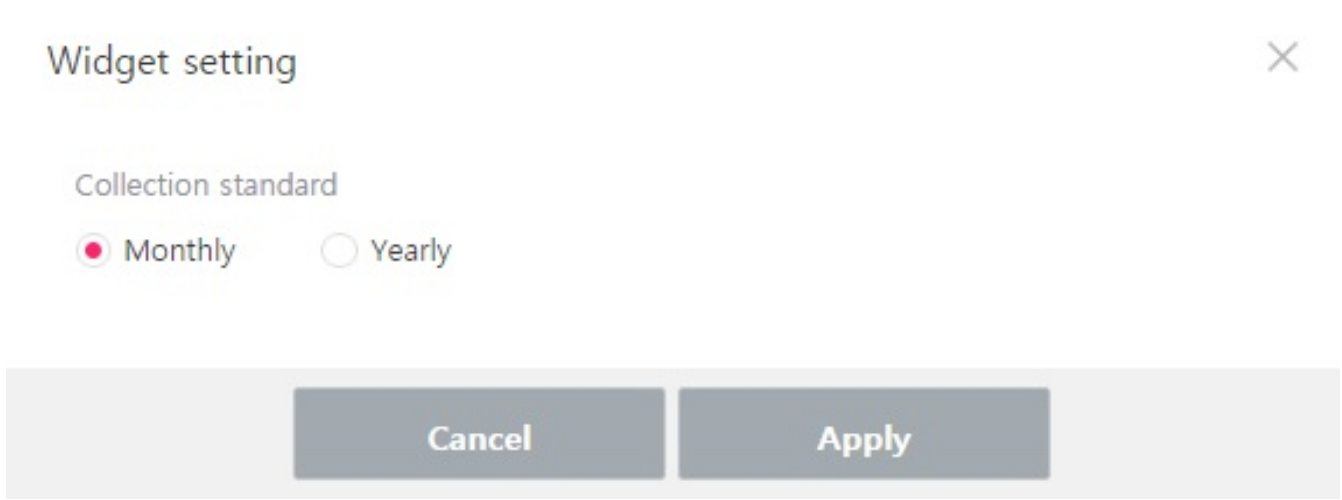 Widget setting
Collection standard
Monthly Yearly
Cancel Apply